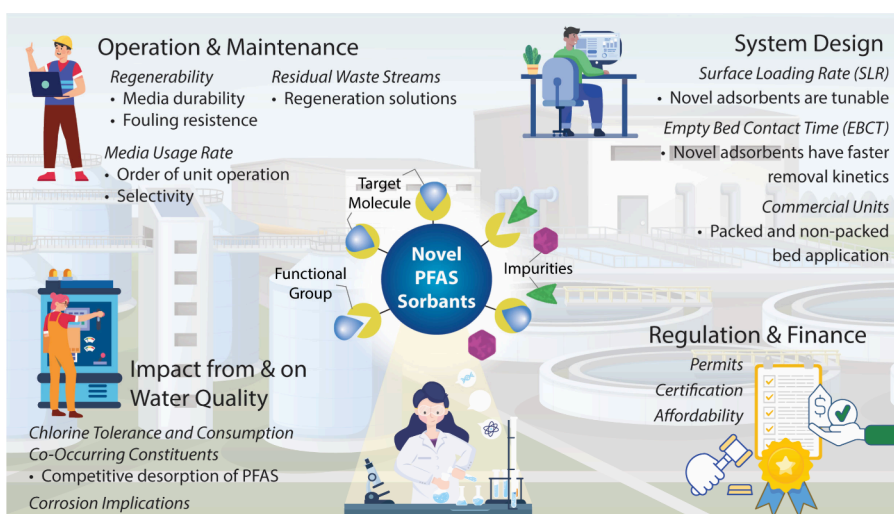 Operation & Maintenance
Regenerability
• Media durability
• Fouling resistence
Residual Waste Streams
• Regeneration solutions
Media Usage Rate
• Order of unit operation
• Selectivity
System Design
Surface Loading Rate (SLR)
• Novel adsorbents are tunable
Empty Bed Contact Time (EBCT)
• Novel adsorbents have faster
removal kinetics
Commercial Units
• Packed and non-packed
bed application
Target
Molecule
Functional
Group
Novel
PFAS
Sorbants
Impurities
Impact from & on
Water Quality
Chlorine Tolerance and Consumption
Co-Occurring Constituents
• Competitive desorption of PFAS
Corrosion Implications
Regulation & Finance
Permits
Certification
Affordability
$